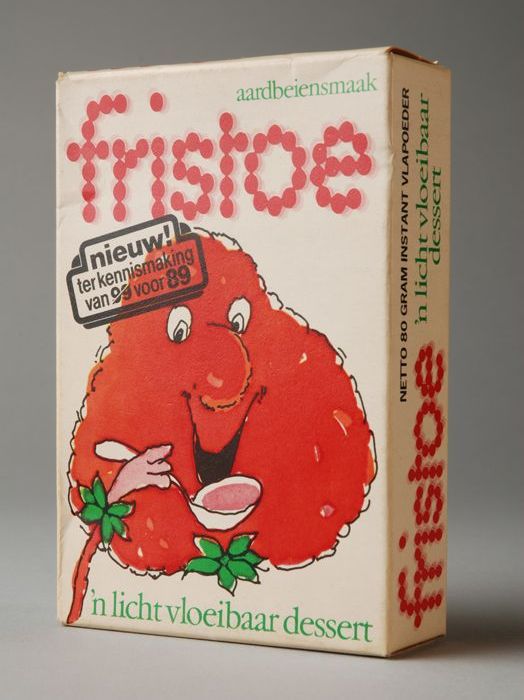 aardbeiensmaak
fristoe
nieuw!
ter kennismaking
van 99 voor 89
'n licht vloeibaar dessert
NETTO 80 GRAM INSTANT VLAPOEDER
'n licht vloeibaar
dessert
fristoe